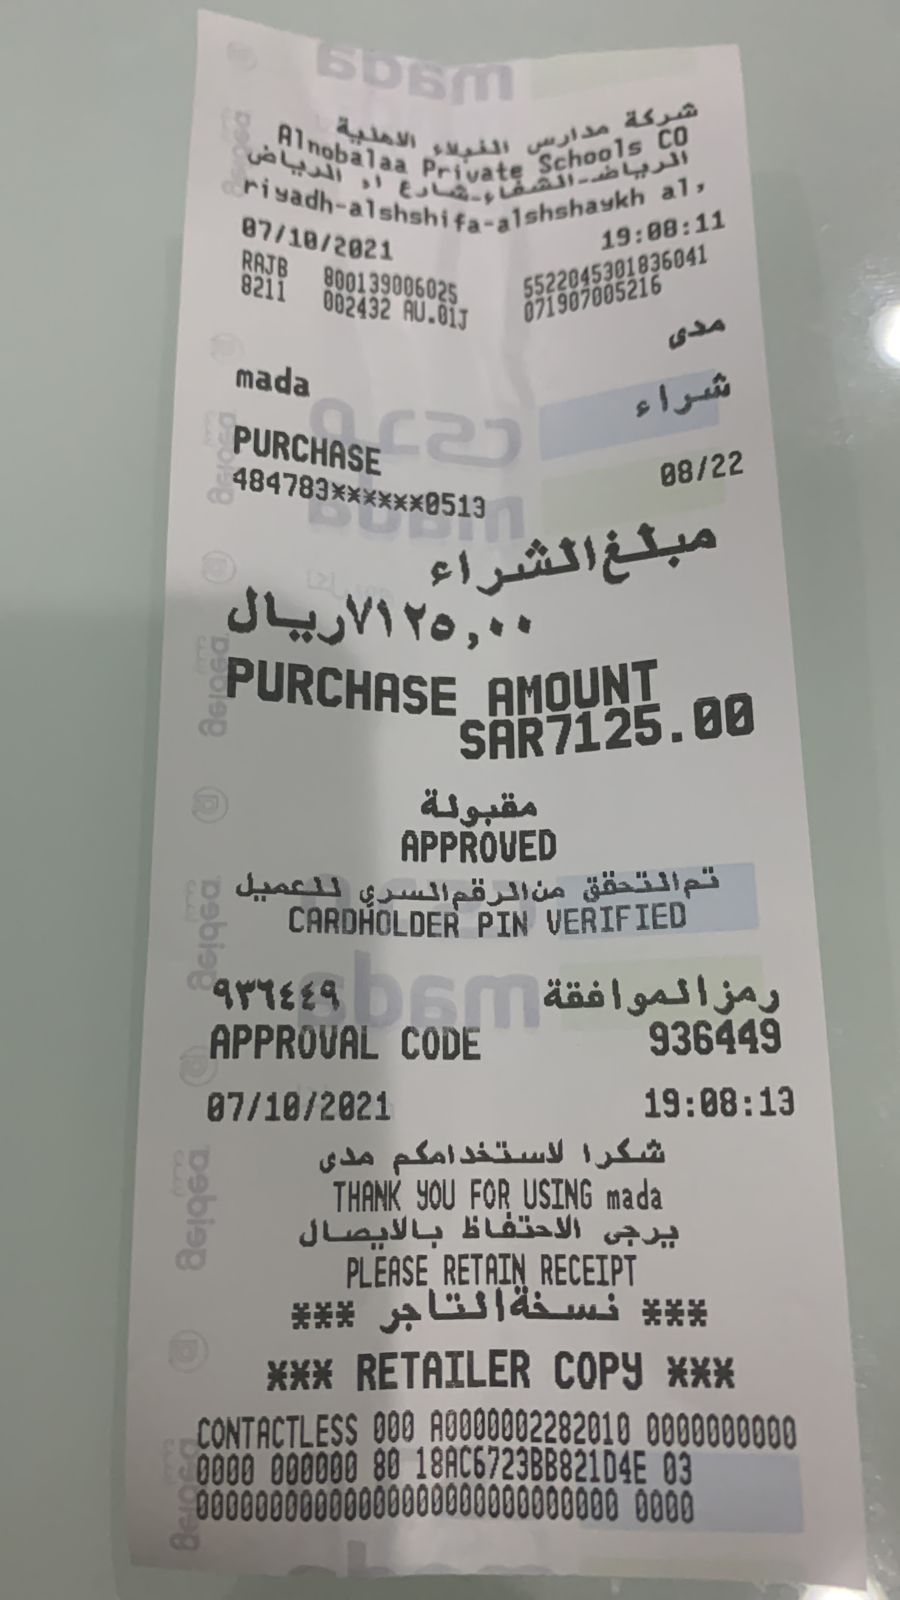 شركة مدارس النبلاء الاهلية
Alnobalaa Private Schools CO
الرياض-الشفاء-شارع ا، الرياض
riyadh-alshshifa-alshshaykh al,
07/10/2021 19:08:11
RAJB 800139006025 5522045301836041
8211 002432 AU.01J 071907005216
مدى
mada
شراء
PURCHASE
484783******0513 08/22
مبلغ الشراء
٧١٢٥,٠٠ ريال
PURCHASE AMOUNT
SAR7125.00
مقبولة
APPROVED
تم التحقق من الرقم السري للعميل
CARDHOLDER PIN VERIFIED
رمز الموافقة ٩٣٦٤٤٩
APPROVAL CODE 936449
07/10/2021 19:08:13
شكرا لاستخدامكم مدى
THANK YOU FOR USING mada
يرجى الاحتفاظ بالايصال
PLEASE RETAIN RECEIPT
*** نسخة التاجر ***
*** RETAILER COPY ***
CONTACTLESS 000 A0000002282010 0000000000
0000 000000 80 18AC6723BB821D4E 03
0000000000000000000000000000 0000